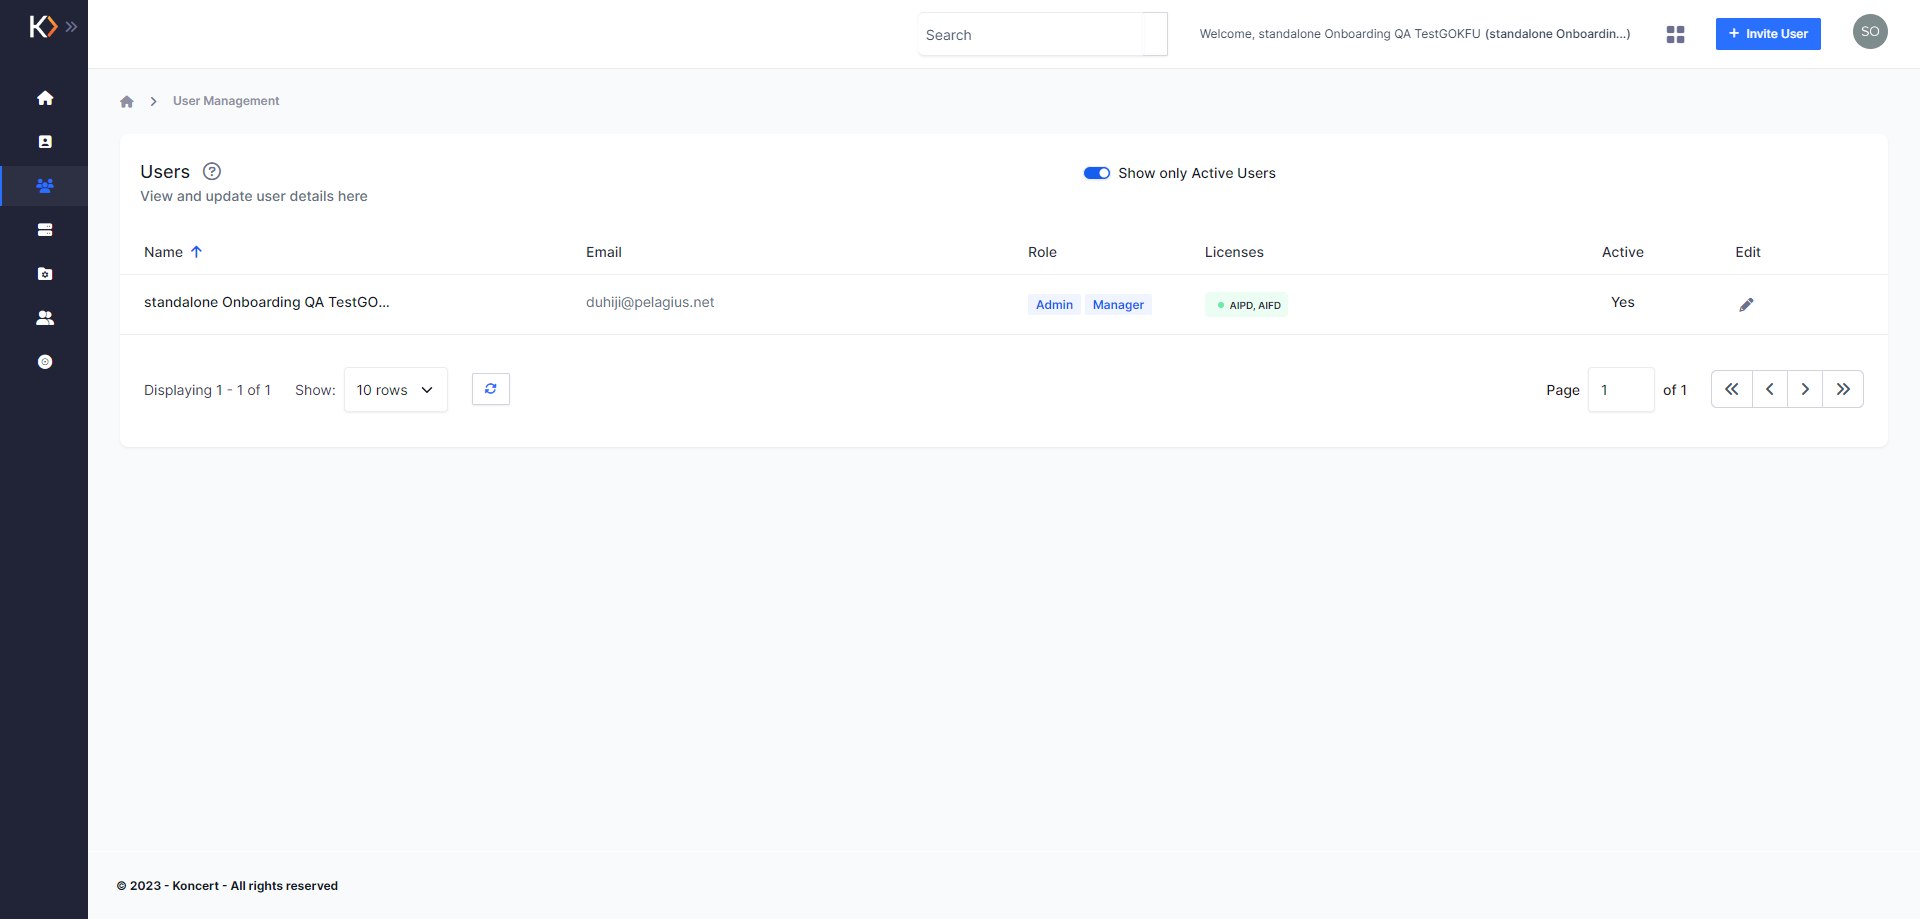 K
Search
Welcome, standalone Onboarding QA TestGOKFU (standalone Onboardin...)
+ Invite User
SO
User Management
Users ?
Show only Active Users
View and update user details here
Name Email Role Licenses Active Edit
standalone Onboarding QA TestGO... duhiji@pelagius.net Admin Manager AIPD, AIFD Yes
Displaying 1 - 1 of 1 Show: 10 rows Page 1 of 1
© 2023 - Koncert - All rights reserved